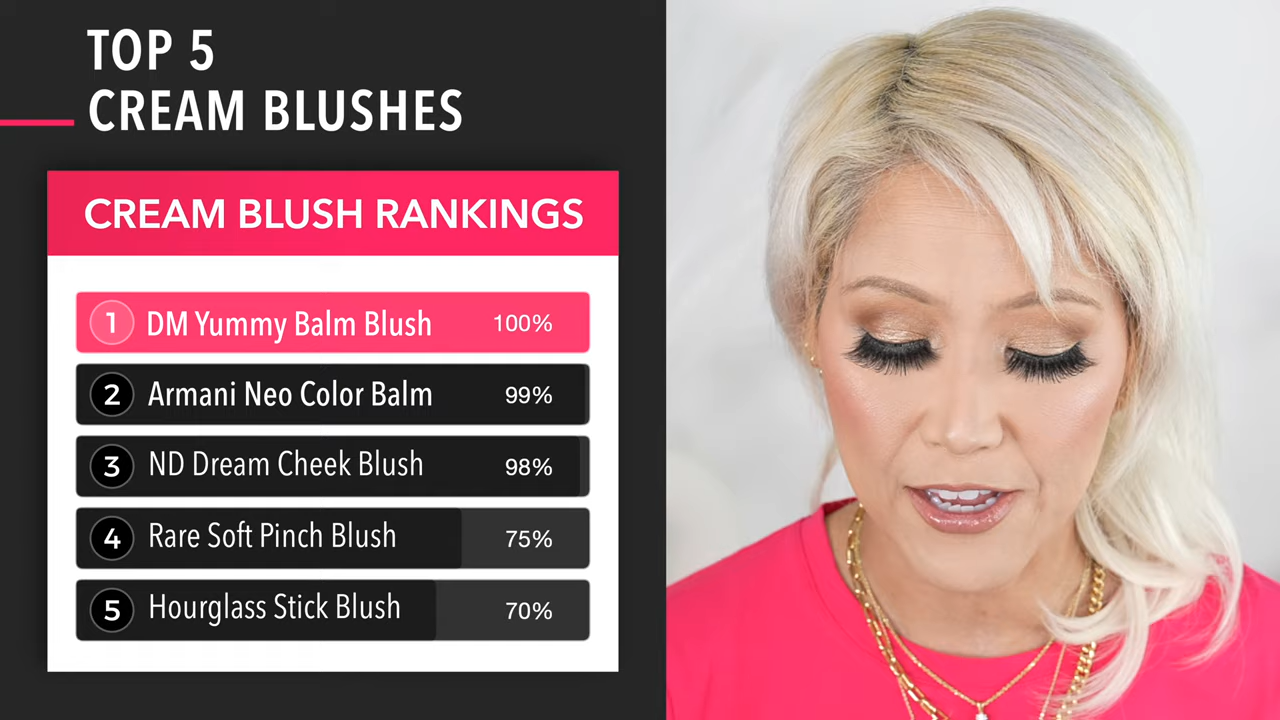 TOP 5
CREAM BLUSHES
CREAM BLUSH RANKINGS
1 DM Yummy Balm Blush 100%
2 Armani Neo Color Balm 99%
3 ND Dream Cheek Blush 98%
4 Rare Soft Pinch Blush 75%
5 Hourglass Stick Blush 70%